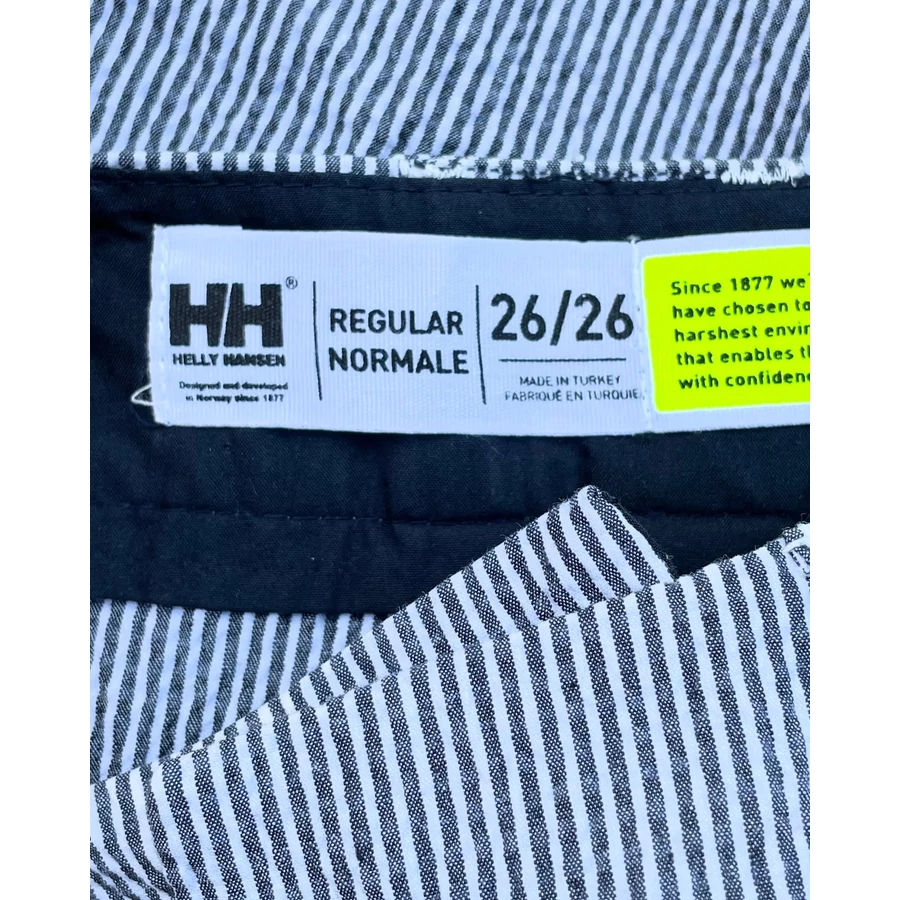 HH®
HELLY HANSEN
Designed and developed
in Norway since 1877
REGULAR
NORMALE
26/26
MADE IN TURKEY
FABRIQUÉ EN TURQUIE
Since 1877 we'
have chosen to
harshest envir
that enables th
with confidenc